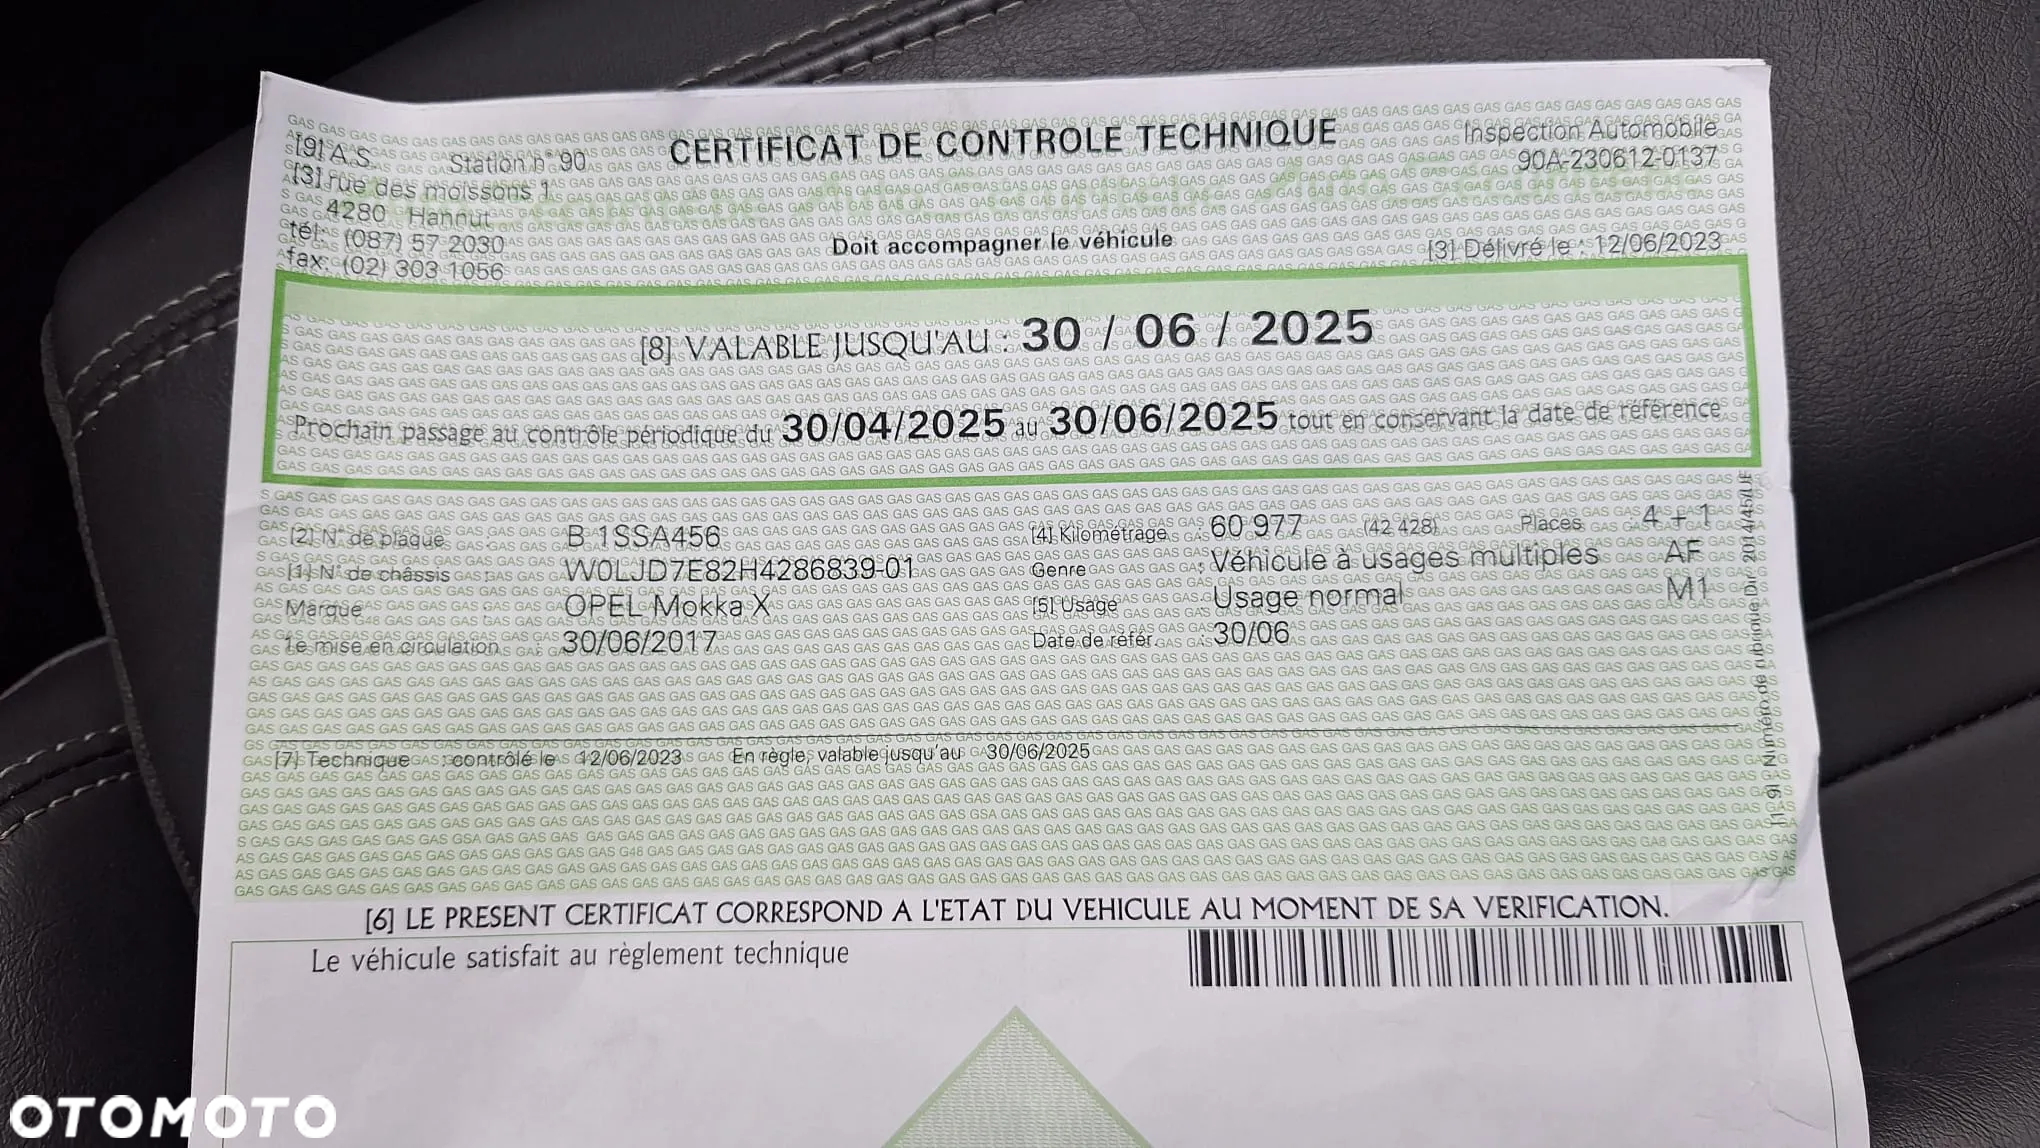 [9] A.S. Station n° 90
CERTIFICAT DE CONTROLE TECHNIQUE
Inspection Automobile
[3] rue des moissons 1
90A-230612-0137
4280 Hannut
tél: (087) 57 2030
Doit accompagner le véhicule
[3] Délivré le : 12/06/2023
fax: (02) 303 1056
[8] VALABLE JUSQU'AU : 30 / 06 / 2025
Prochain passage au contrôle périodique du 30/04/2025 au 30/06/2025 tout en conservant la date de référence
[2] N° de plaque : B 1SSA456 [4] Kilométrage : 60 977 (42 428) Places 4 + 1
[1] N° de châssis : W0LJD7E82H4286839-01 Genre : Véhicule à usages multiples AF
Marque : OPEL Mokka X [5] Usage : Usage normal M1
1e mise en circulation : 30/06/2017 Date de référ. : 30/06
[7] Technique : contrôlé le 12/06/2023 En règle, valable jusqu'au 30/06/2025
[6] LE PRESENT CERTIFICAT CORRESPOND A L'ETAT DU VEHICULE AU MOMENT DE SA VERIFICATION.
Le véhicule satisfait au règlement technique
Numéro de rubrique Dir. 2014/45/UE
OTOMOTO